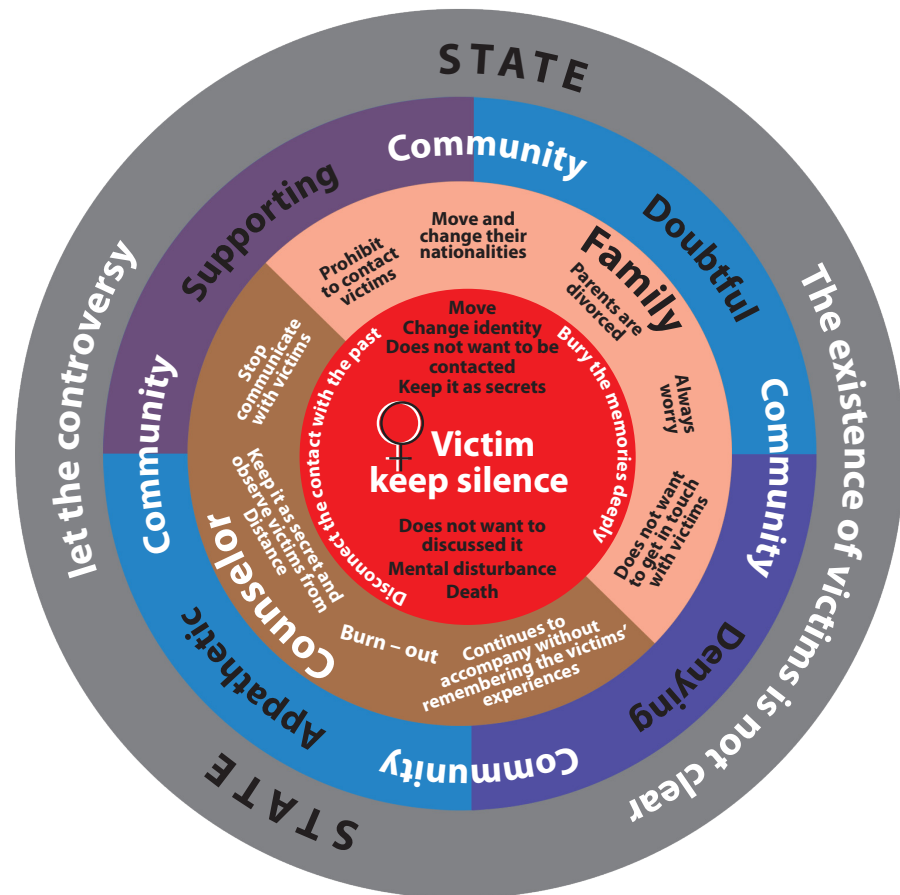 STATE
let the controversy
The existence of victims is not clear
STATE
Community
Supporting
Doubtful
Community
Community
Appathetic
Denying
Community
Family
Prohibit
to contact
victims
Move and
change their
nationalities
Parents are
divorced
Always
worry
Does not want
to get in touch
with victims
Counselor
Stop
communicate
with victims
Keep it as secret and
observe victims from
Distance
Burn – out
Continues to
accompany without
remembering the victims’
experiences
Disconnect the contact with the past
Bury the memories deeply
Move
Change identity
Does not want to be
contacted
Keep it as secrets
Victim
keep silence
Does not want to
discussed it
Mental disturbance
Death